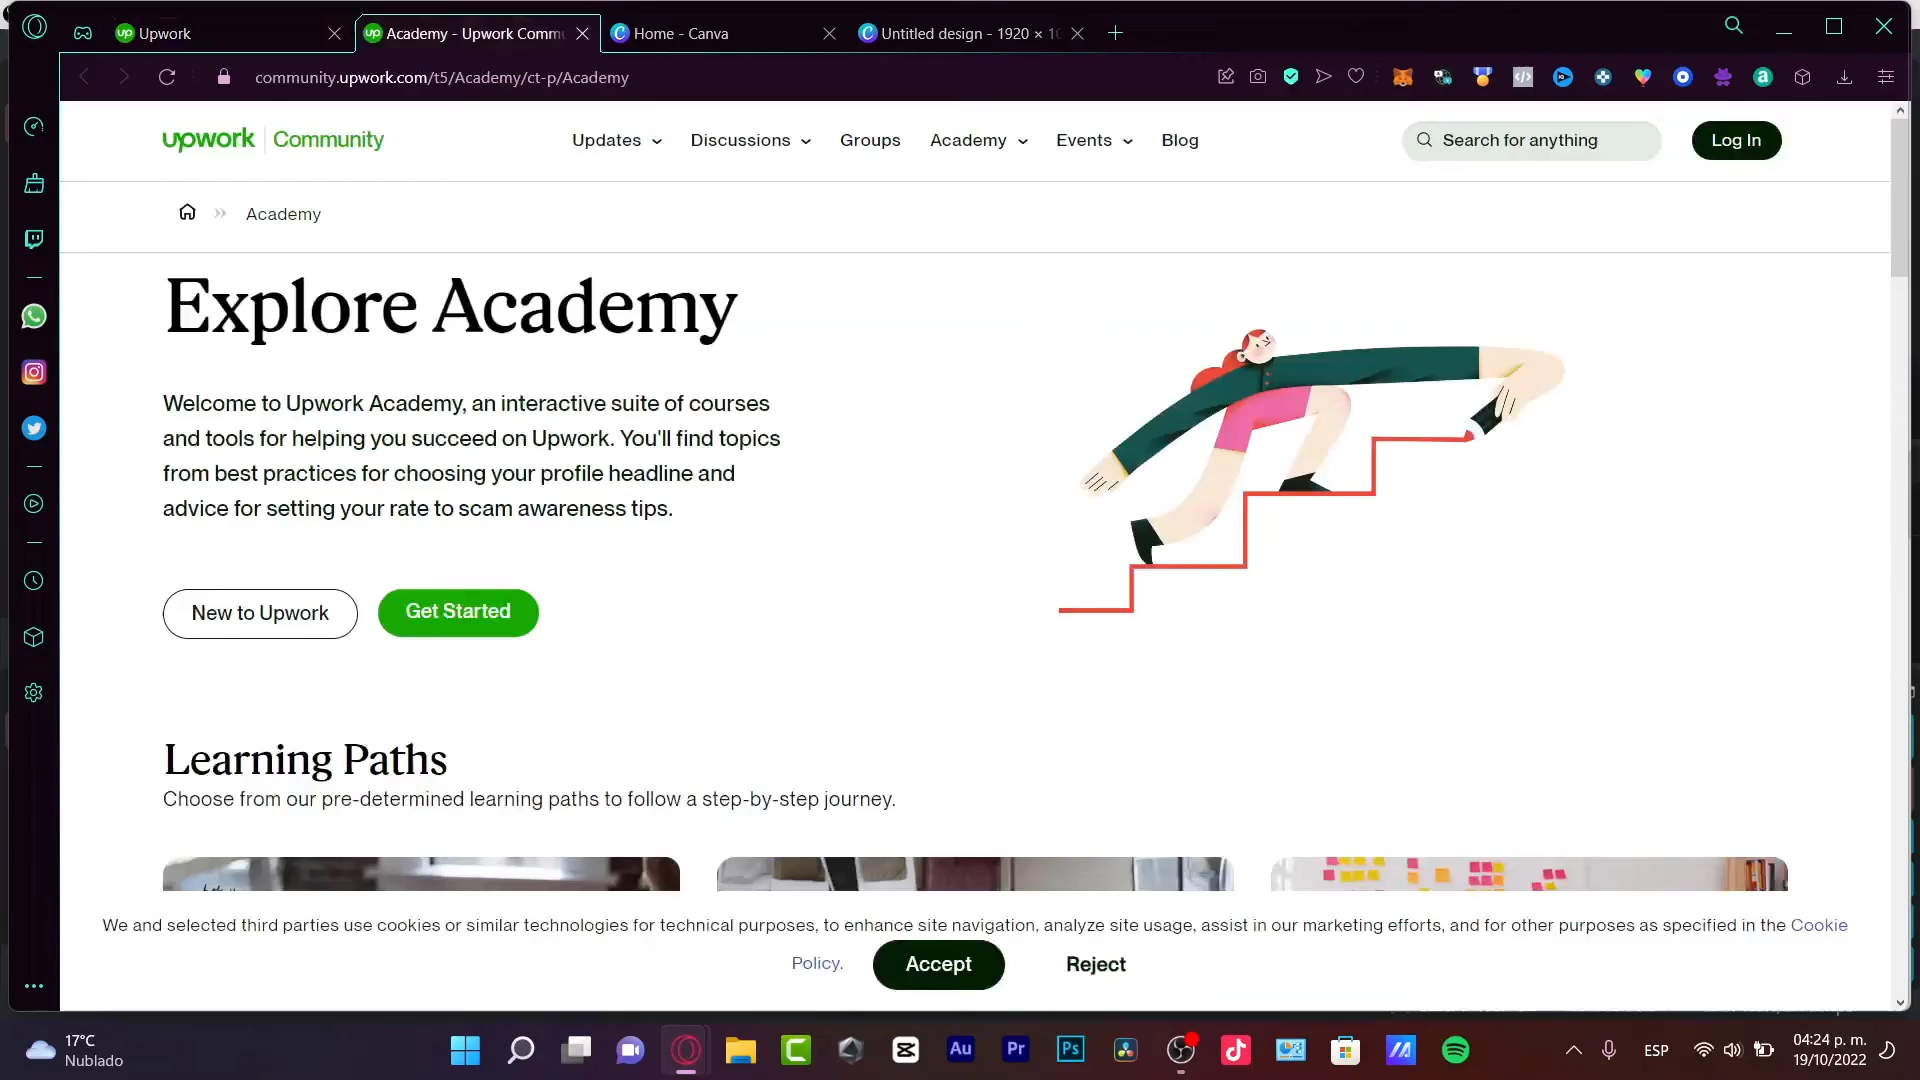 Upwork
Academy - Upwork Commu
Home - Canva
Untitled design - 1920 × 10
community.upwork.com/t5/Academy/ct-p/Academy
upwork Community
Updates
Discussions
Groups
Academy
Events
Blog
Search for anything
Log In
Academy
Explore Academy
Welcome to Upwork Academy, an interactive suite of courses
and tools for helping you succeed on Upwork. You'll find topics
from best practices for choosing your profile headline and
advice for setting your rate to scam awareness tips.
New to Upwork
Get Started
Learning Paths
Choose from our pre-determined learning paths to follow a step-by-step journey.
We and selected third parties use cookies or similar technologies for technical purposes, to enhance site navigation, analyze site usage, assist in our marketing efforts, and for other purposes as specified in the Cookie
Policy.
Accept
Reject
17°C
Nublado
Au
Pr
Ps
ESP
04:24 p. m.
19/10/2022